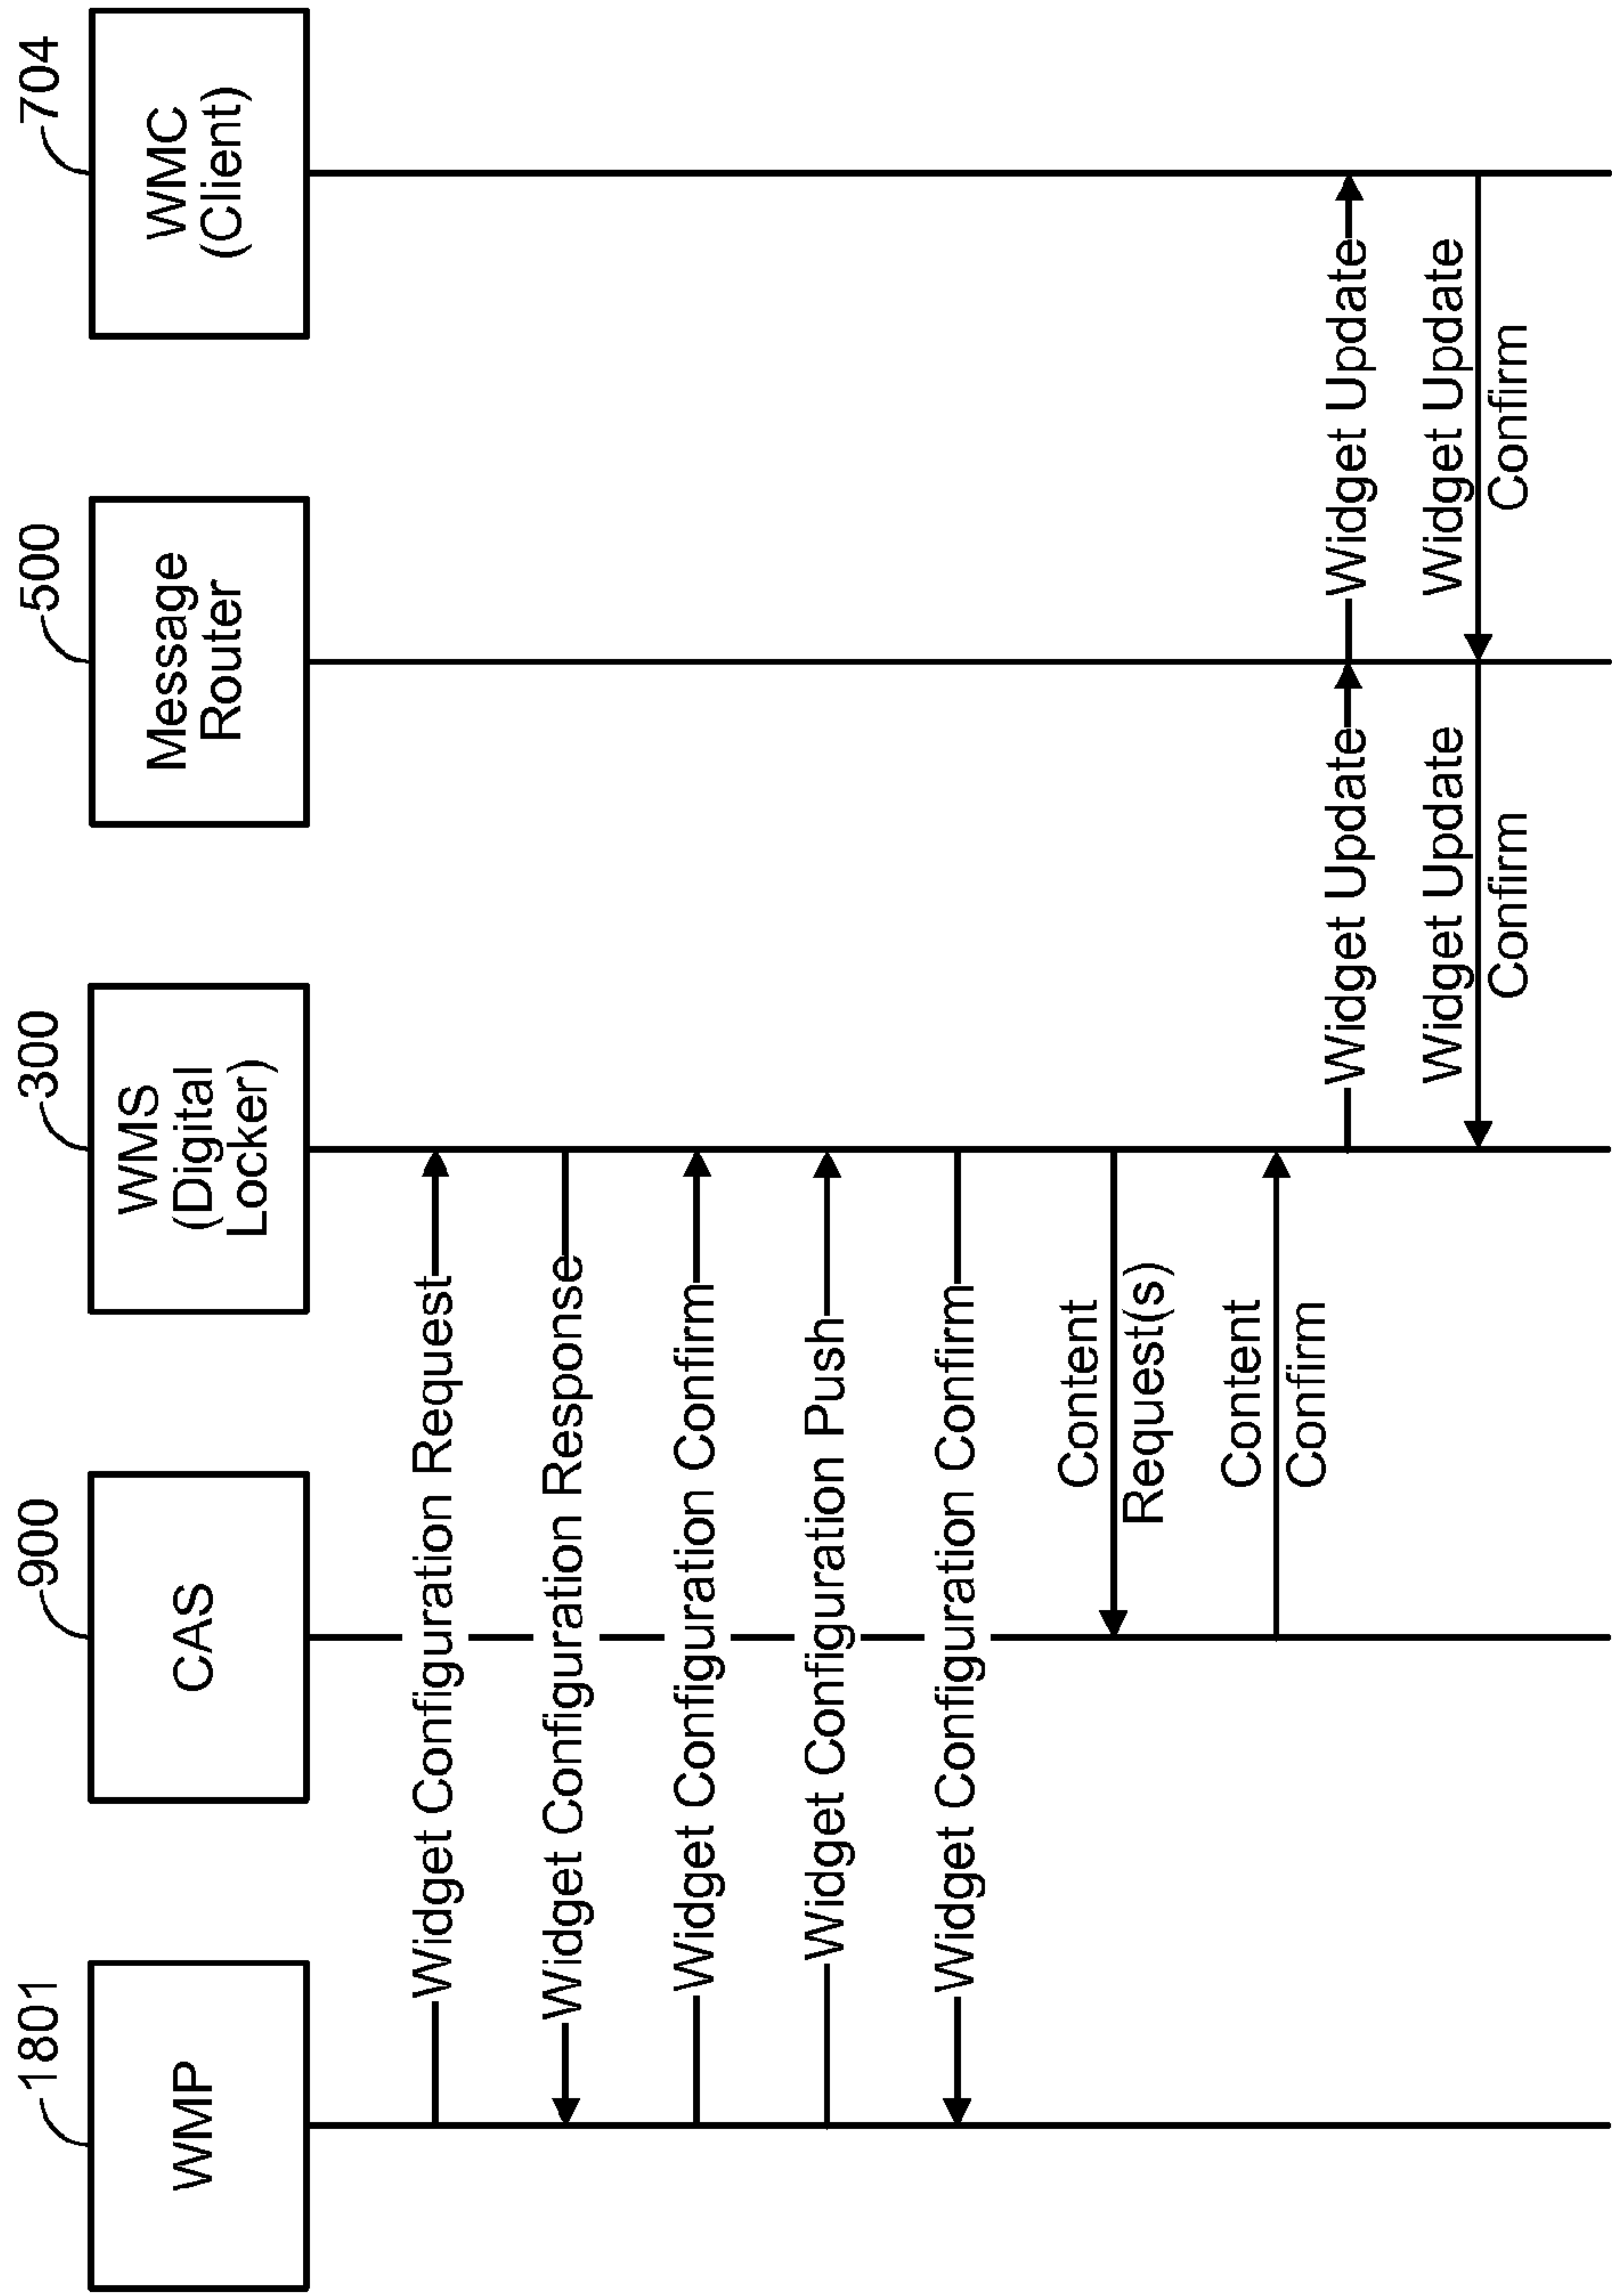 1801
WMP
900
CAS
300
WMS
(Digital
Locker)
500
Message
Router
704
WMC
(Client)
Widget Configuration Request
Widget Configuration Response
Widget Configuration Confirm
Widget Configuration Push
Widget Configuration Confirm
Content
Request(s)
Content
Confirm
Widget Update
Widget Update
Widget Update
Confirm
Widget Update
Confirm